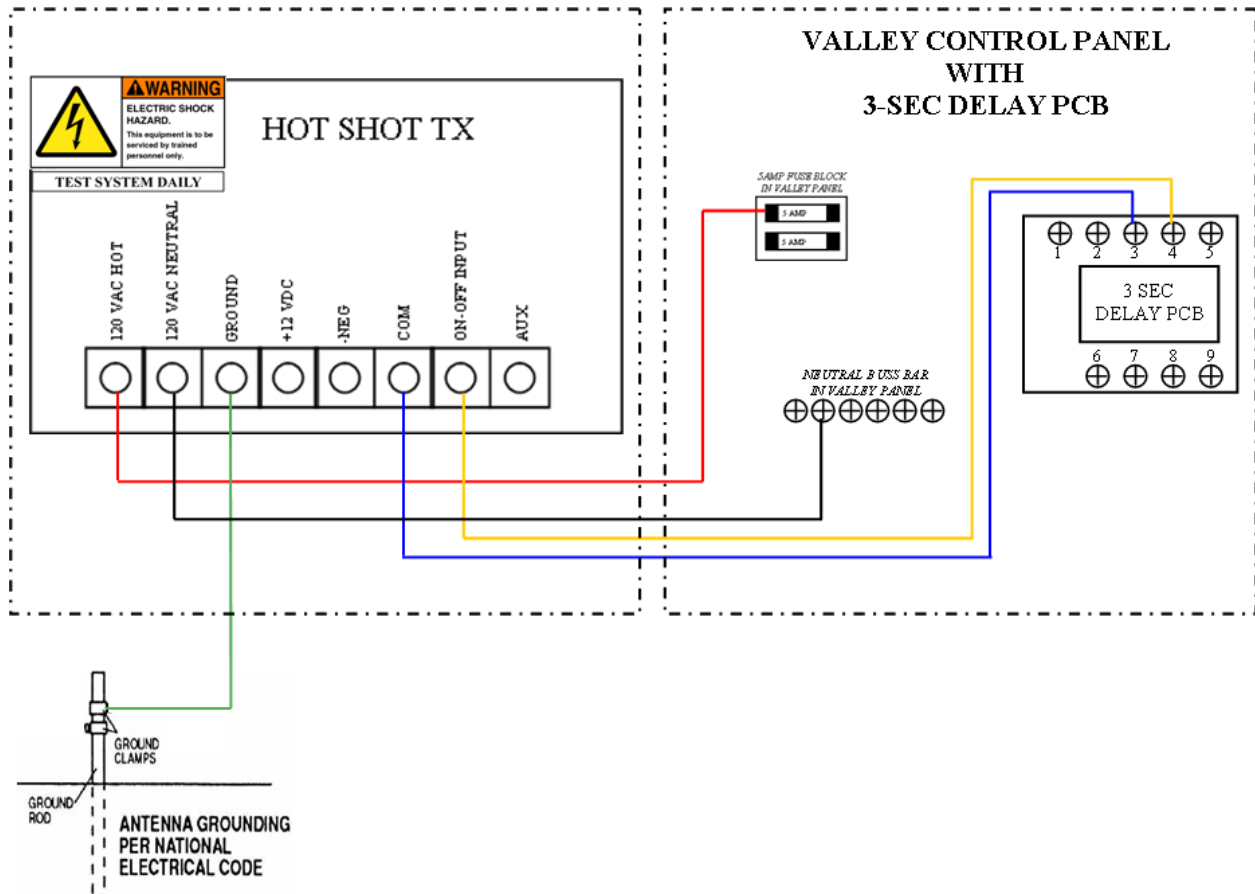 WARNING
ELECTRIC SHOCK
HAZARD.
This equipment is to be
serviced by trained
personnel only.
TEST SYSTEM DAILY
HOT SHOT TX
120 VAC HOT
120 VAC NEUTRAL
GROUND
+12 VDC
-NEG
COM
ON-OFF INPUT
AUX
VALLEY CONTROL PANEL
WITH
3-SEC DELAY PCB
5AMP FUSE BLOCK
IN VALLEY PANEL
5 AMP
5 AMP
NEUTRAL BUSS BAR
IN VALLEY PANEL
1 2 3 4 5
3 SEC
DELAY PCB
6 7 8 9
GROUND
CLAMPS
GROUND
ROD
ANTENNA GROUNDING
PER NATIONAL
ELECTRICAL CODE